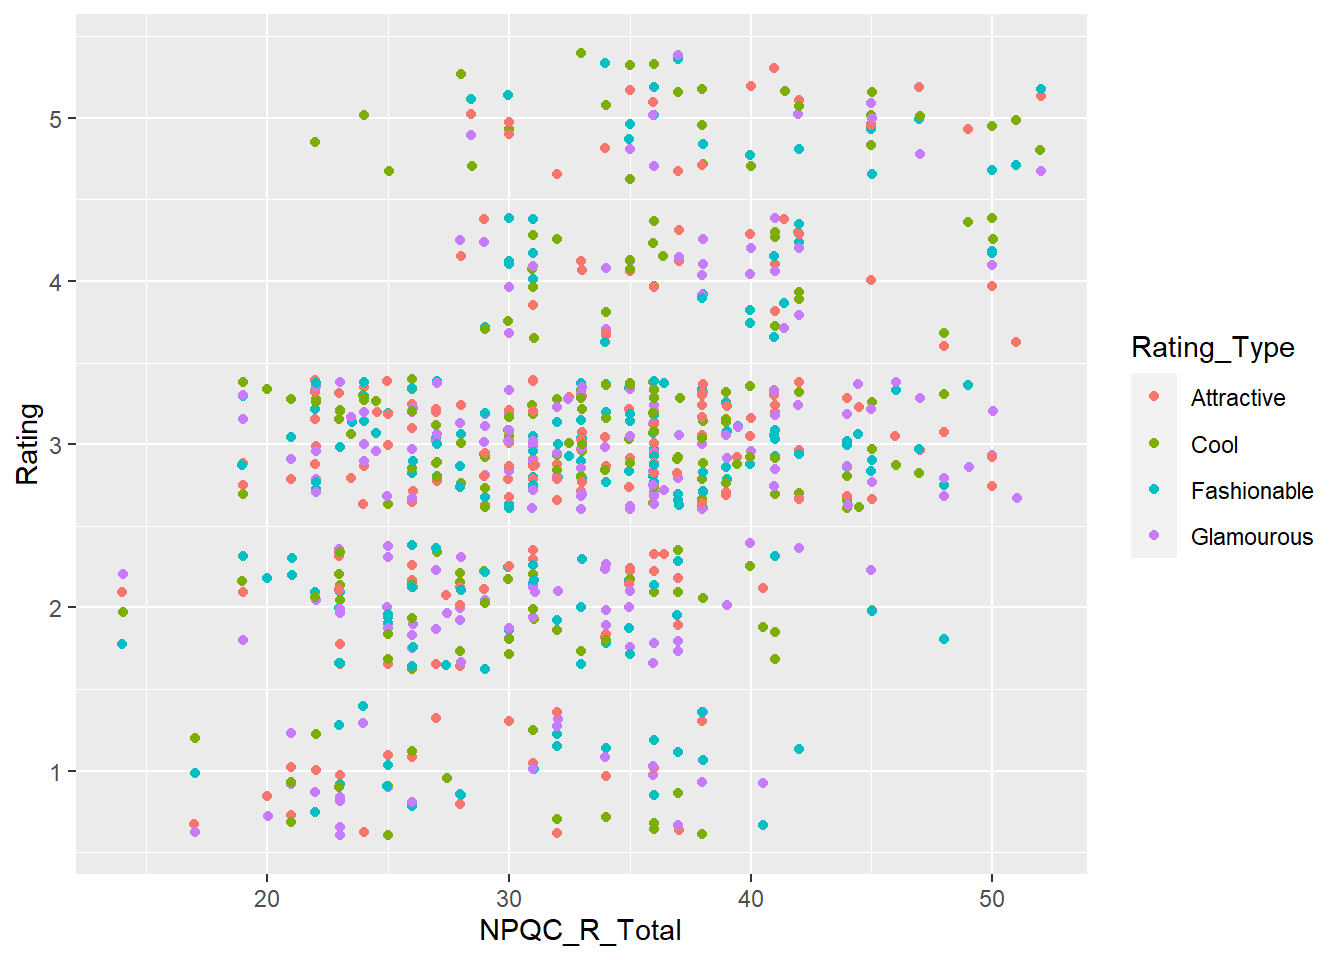 5
4
3
2
1
Rating
20 30 40 50
NPQC_R_Total
Rating_Type
Attractive
Cool
Fashionable
Glamourous